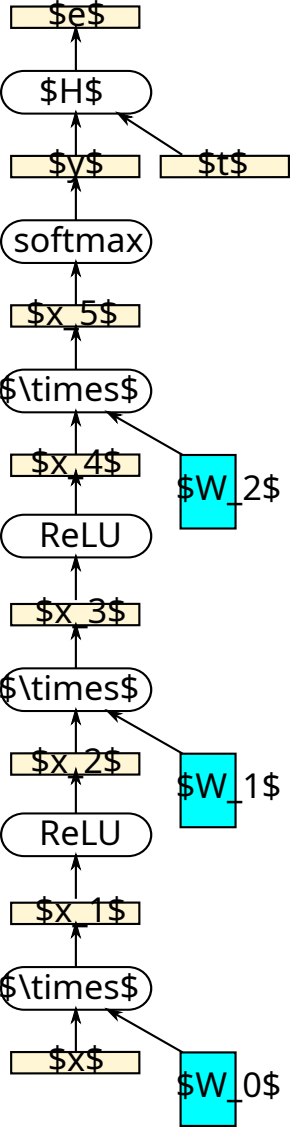 $e$
$H$
$y$ $t$
softmax
$x_5$
$\times$
$x_4$
$W_2$
ReLU
$x_3$
$\times$
$x_2$
$W_1$
ReLU
$x_1$
$\times$
$x$
$W_0$